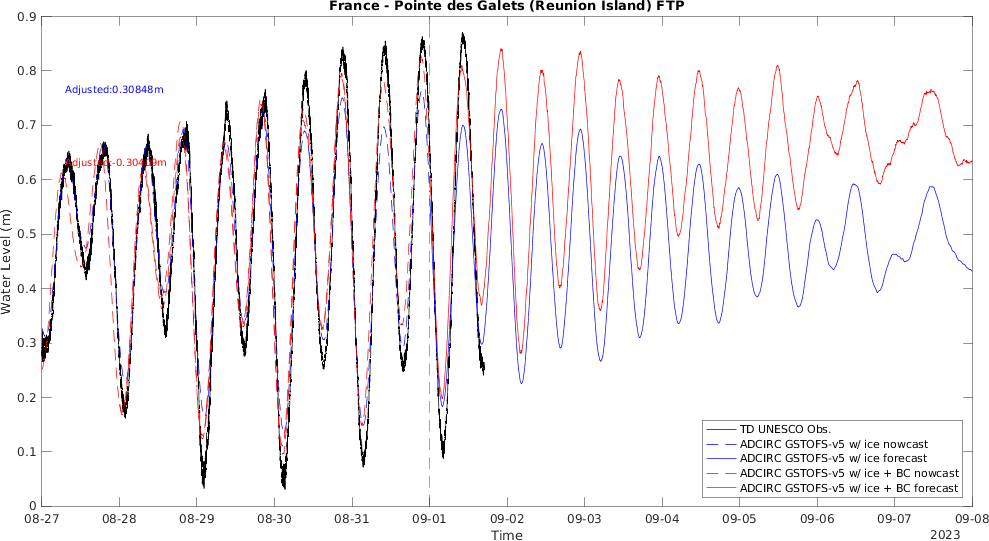 France - Pointe des Galets (Reunion Island) FTP
0.9
0.8
0.7
0.6
0.5
0.4
0.3
0.2
0.1
0
Water Level (m)
Adjusted:0.30848m
TD UNESCO Obs.
ADCIRC GSTOFS-v5 w/ ice nowcast
ADCIRC GSTOFS-v5 w/ ice forecast
ADCIRC GSTOFS-v5 w/ ice + BC nowcast
ADCIRC GSTOFS-v5 w/ ice + BC forecast
08-27 08-28 08-29 08-30 08-31 09-01 09-02 09-03 09-04 09-05 09-06 09-07 09-08
Time
2023